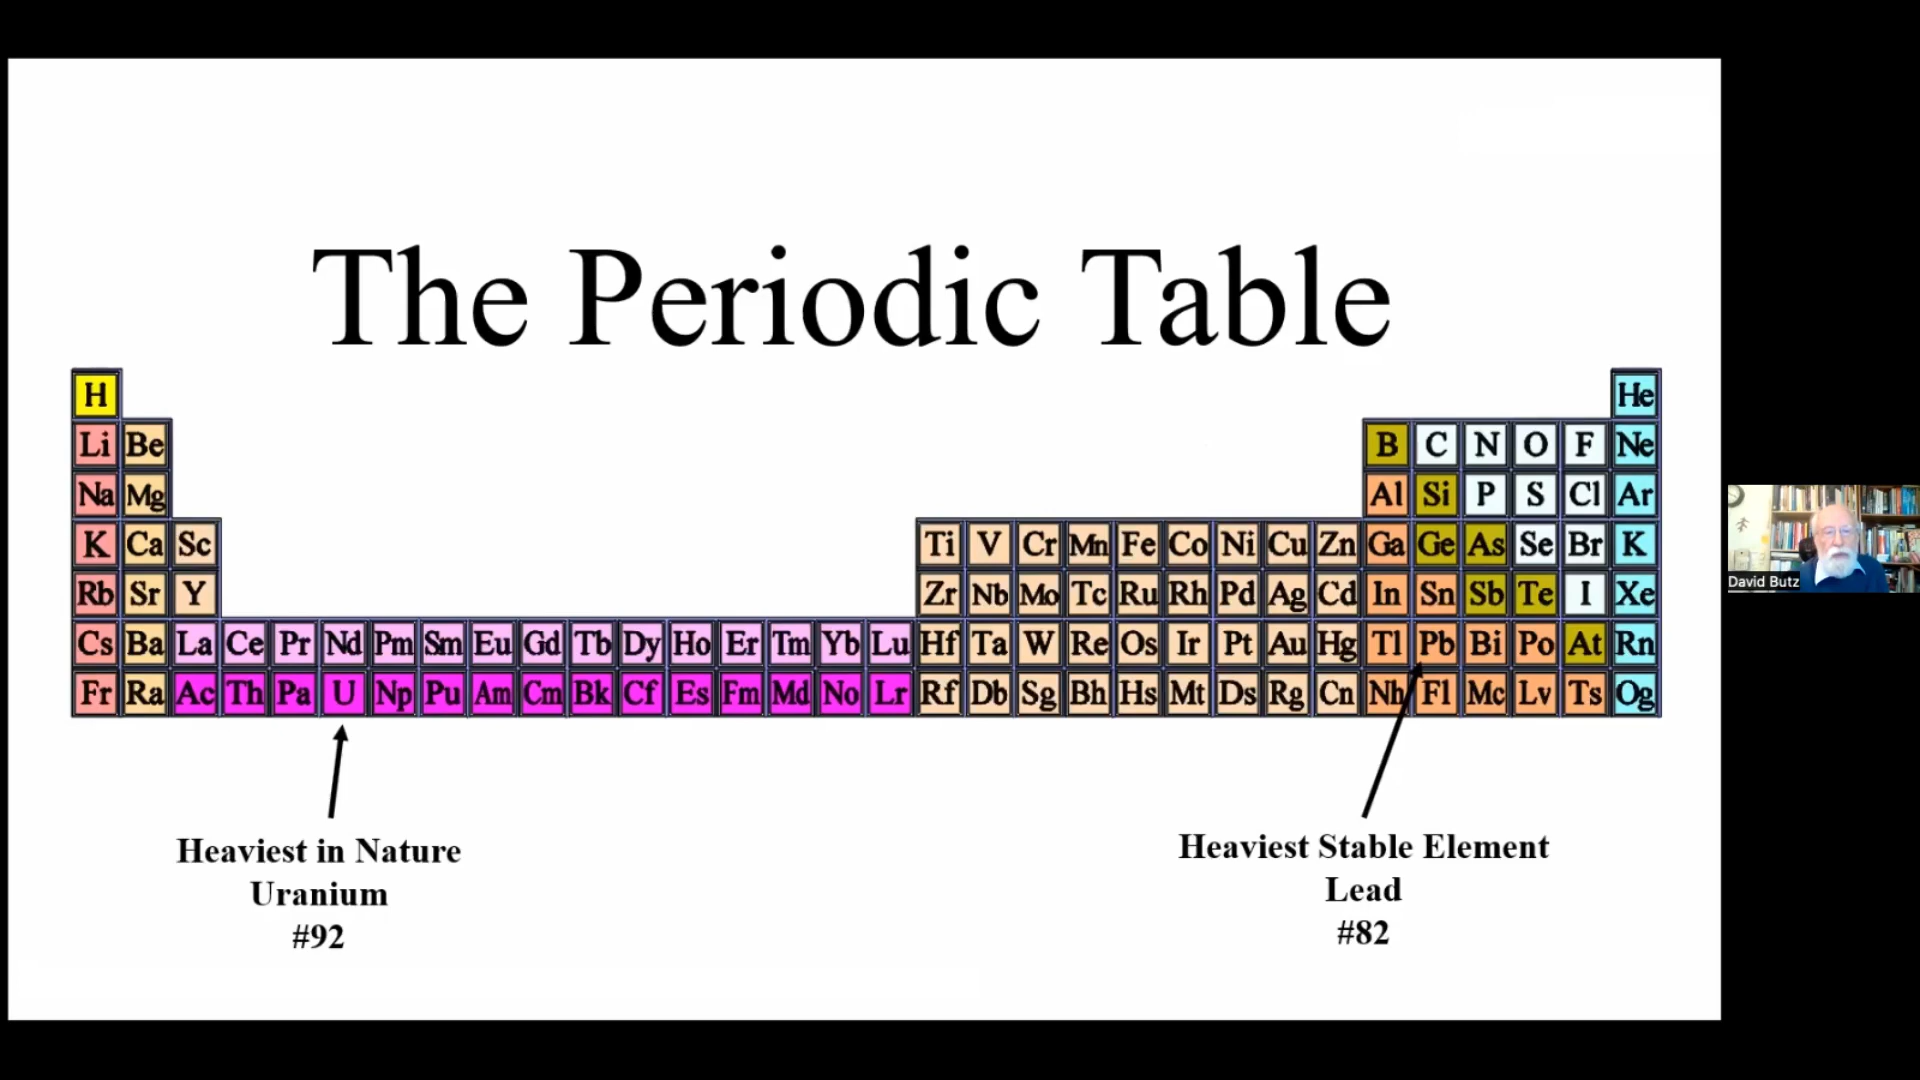 The Periodic Table
H He
Li Be B C N O F Ne
Na Mg Al Si P S Cl Ar
K Ca Sc Ti V Cr Mn Fe Co Ni Cu Zn Ga Ge As Se Br K
Rb Sr Y Zr Nb Mo Tc Ru Rh Pd Ag Cd In Sn Sb Te I Xe
Cs Ba La Ce Pr Nd Pm Sm Eu Gd Tb Dy Ho Er Tm Yb Lu Hf Ta W Re Os Ir Pt Au Hg Tl Pb Bi Po At Rn
Fr Ra Ac Th Pa U Np Pu Am Cm Bk Cf Es Fm Md No Lr Rf Db Sg Bh Hs Mt Ds Rg Cn Nh Fl Mc Lv Ts Og
Heaviest in Nature
Uranium
#92
Heaviest Stable Element
Lead
#82
David Butz